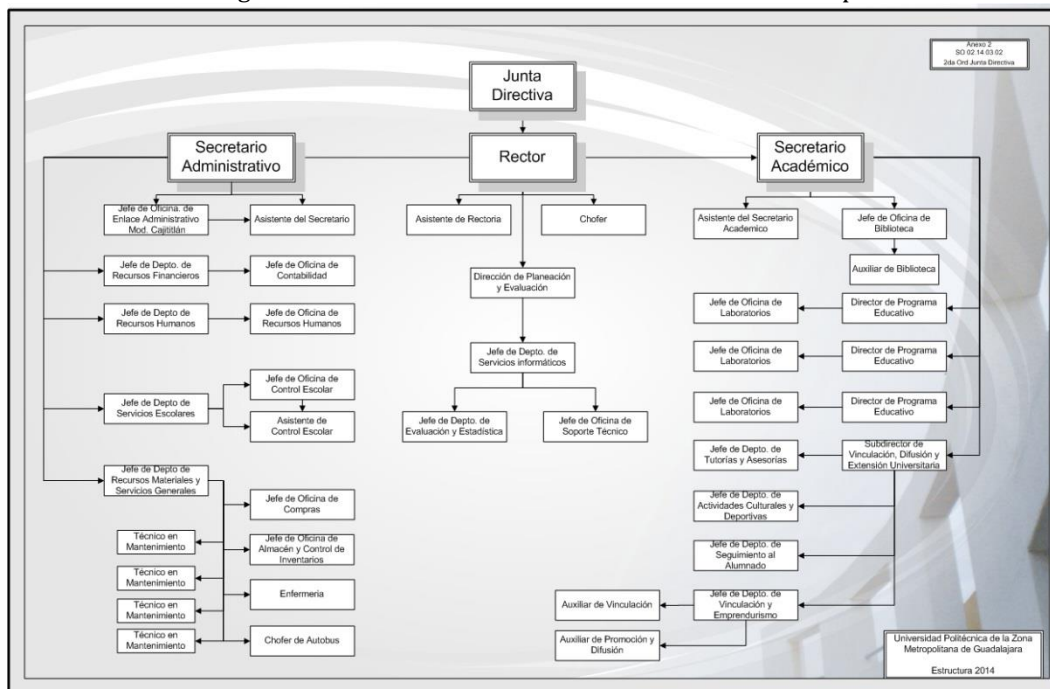 Anexo 2
SO 02.14.03.02
2da Ord Junta Directiva
Junta
Directiva
Secretario
Administrativo
Rector
Secretario
Académico
Jefe de Oficina. de
Enlace Administrativo
Mod. Cajititlán
Asistente del Secretario
Asistente de Rectoria
Chofer
Asistente del Secretario
Academico
Jefe de Oficina de
Biblioteca
Auxiliar de Biblioteca
Jefe de Depto. de
Recursos Financieros
Jefe de Oficina de
Contabilidad
Dirección de Planeación
y Evaluación
Jefe de Oficina de
Laboratorios
Director de Programa
Educativo
Jefe de Depto de
Recursos Humanos
Jefe de Oficina de
Recursos Humanos
Jefe de Depto. de
Servicios informáticos
Jefe de Oficina de
Laboratorios
Director de Programa
Educativo
Jefe de Depto de
Servicios Escolares
Jefe de Oficina de
Control Escolar
Asistente de
Control Escolar
Jefe de Depto. de
Evaluación y Estadística
Jefe de Oficina de
Soporte Técnico
Jefe de Oficina de
Laboratorios
Director de Programa
Educativo
Jefe de Depto. de
Tutorías y Asesorías
Subdirector de
Vinculación, Difusión y
Extensión Universitaria
Jefe de Depto de
Recursos Materiales y
Servicios Generales
Jefe de Oficina de
Compras
Jefe de Depto. de
Actividades Culturales y
Deportivas
Técnico en
Mantenimiento
Jefe de Oficina de
Almacén y Control de
Inventarios
Jefe de Depto. de
Seguimiento al
Alumnado
Técnico en
Mantenimiento
Enfermeria
Técnico en
Mantenimiento
Auxiliar de Vinculación
Jefe de Depto. de
Vinculación y
Emprendurismo
Técnico en
Mantenimiento
Chofer de Autobus
Auxiliar de Promoción y
Difusión
Universidad Politécnica de la Zona
Metropolitana de Guadalajara
Estructura 2014